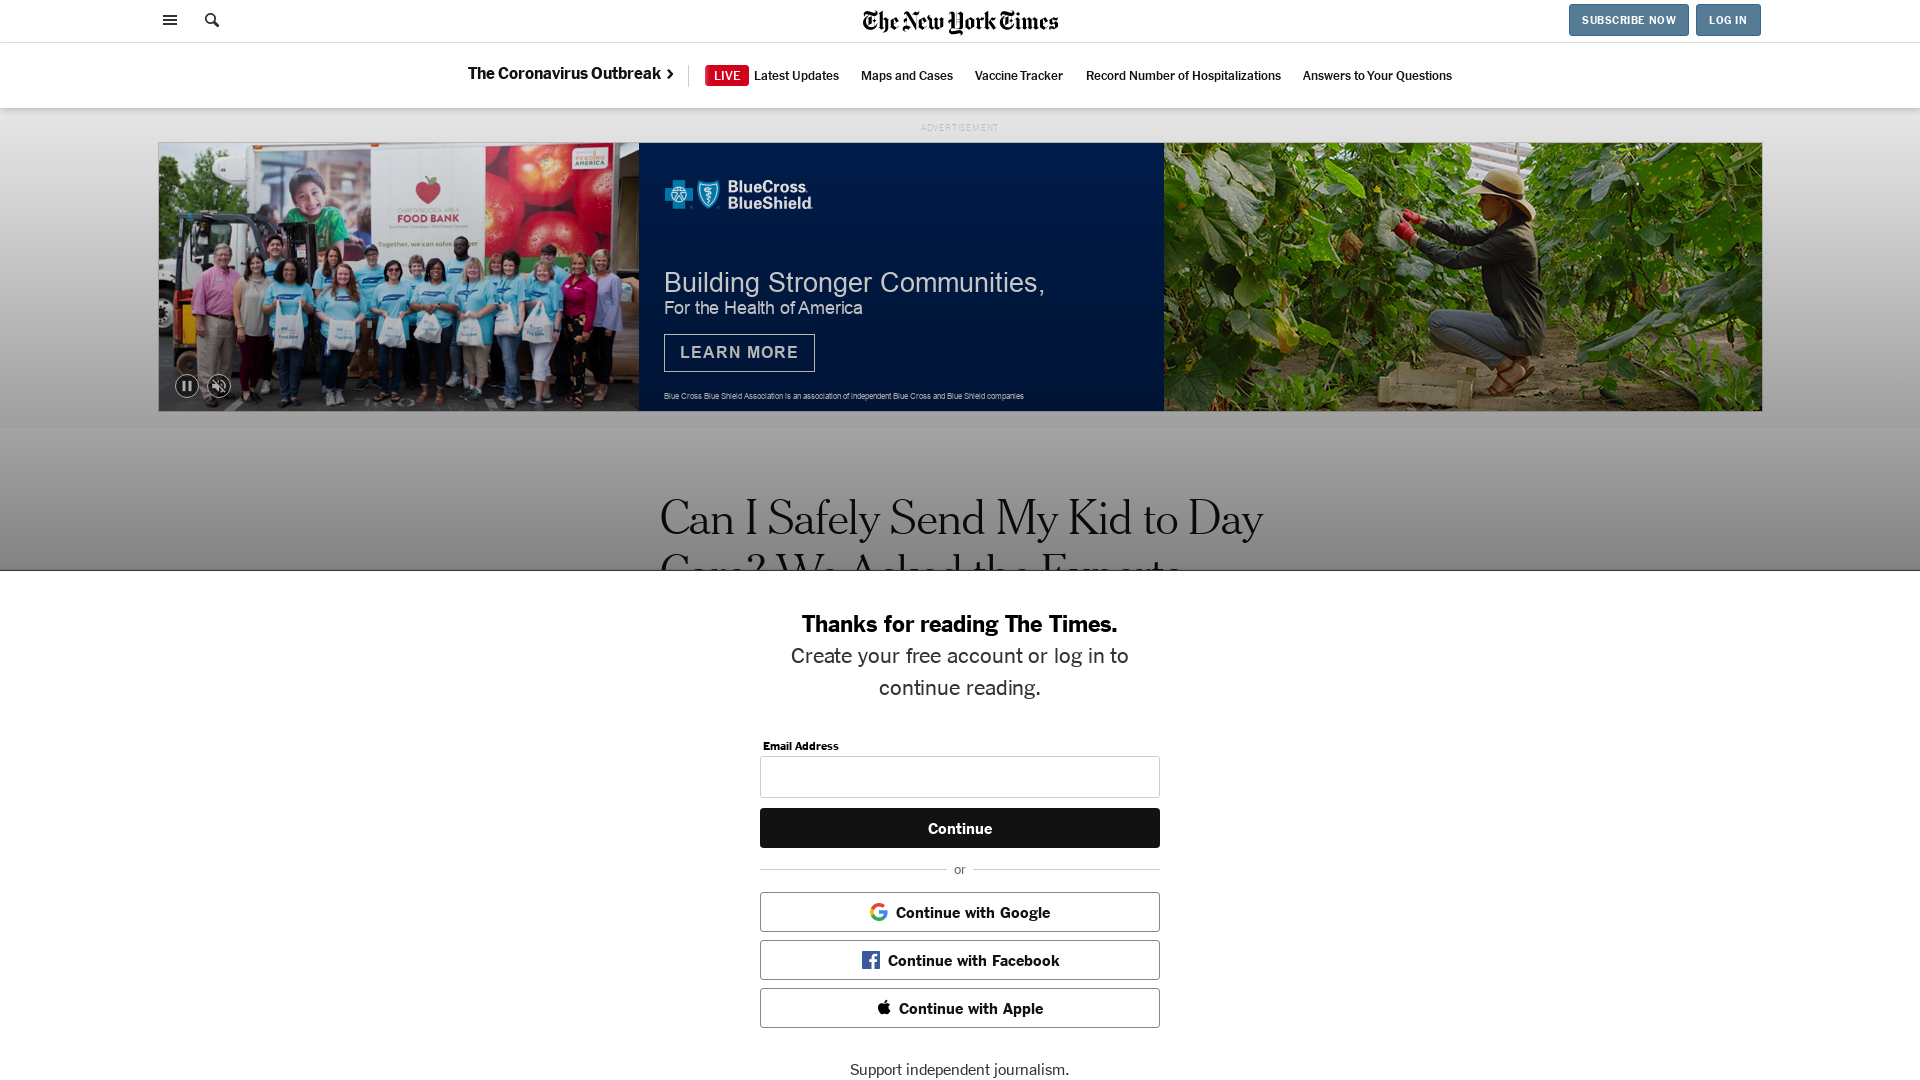 The New York Times
SUBSCRIBE NOW
LOG IN
The Coronavirus Outbreak
LIVE
Latest Updates
Maps and Cases
Vaccine Tracker
Record Number of Hospitalizations
Answers to Your Questions
ADVERTISEMENT
FEEDING
AMERICA
CHATTANOOGA AREA
FOOD BANK
BlueCross
BlueShield
Building Stronger Communities,
For the Health of America
LEARN MORE
Blue Cross Blue Shield Association is an association of independent Blue Cross and Blue Shield companies
Can I Safely Send My Kid to Day
Care? We Asked the Experts
Thanks for reading The Times.
Create your free account or log in to
continue reading.
Email Address
Continue
or
Continue with Google
Continue with Facebook
Continue with Apple
Support independent journalism.